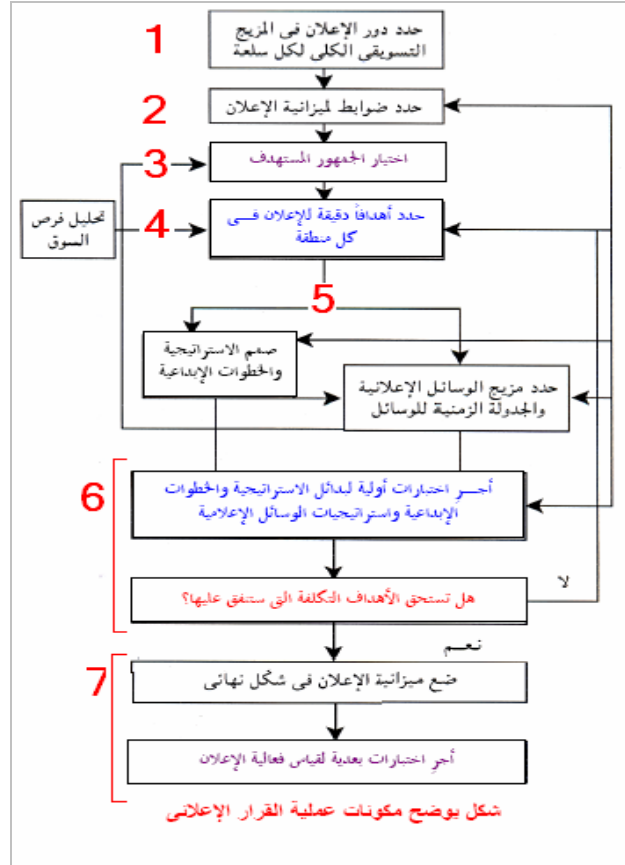 1
حدد دور الإعلان فى المزيج
التسويقى الكلى لكل سلعة
2
حدد ضوابط لميزانية الإعلان
3
اختيار الجمهور المستهدف
تحليل فرص
السوق
4
حدد أهدافاً دقيقة للإعلان فــــى
كل منطقة
5
صمم الاستراتيجية
والخطوات الإبداعية
حدد مزيج الوسائل الإعلانية
والجدولة الزمنية للوسائل
6
أجــرِ اختبارات أولية لبدائل الاستراتيجية والخطوات
الإبداعية واستراتيجيات الوسائل الإعلامية
هل تستحق الأهداف التكلفة التى ستنفق عليها؟
لا
نعـــم
7
ضع ميزانية الإعلان فى شكل نهائى
أجرِ اختبارات بعدية لقياس فعالية الإعلان
شكل يوضح مكونات عملية القرار الإعلانى